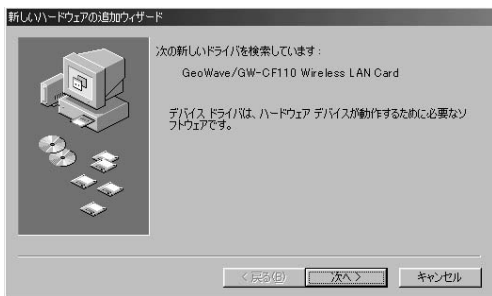 新しいハードウェアの追加ウィザード
次の新しいドライバを検索しています：
GeoWave/GW-CF110 Wireless LAN Card
デバイス ドライバは、ハードウェア デバイスが動作するために必要なソ
フトウェアです。
< 戻る(B)
次へ >
キャンセル